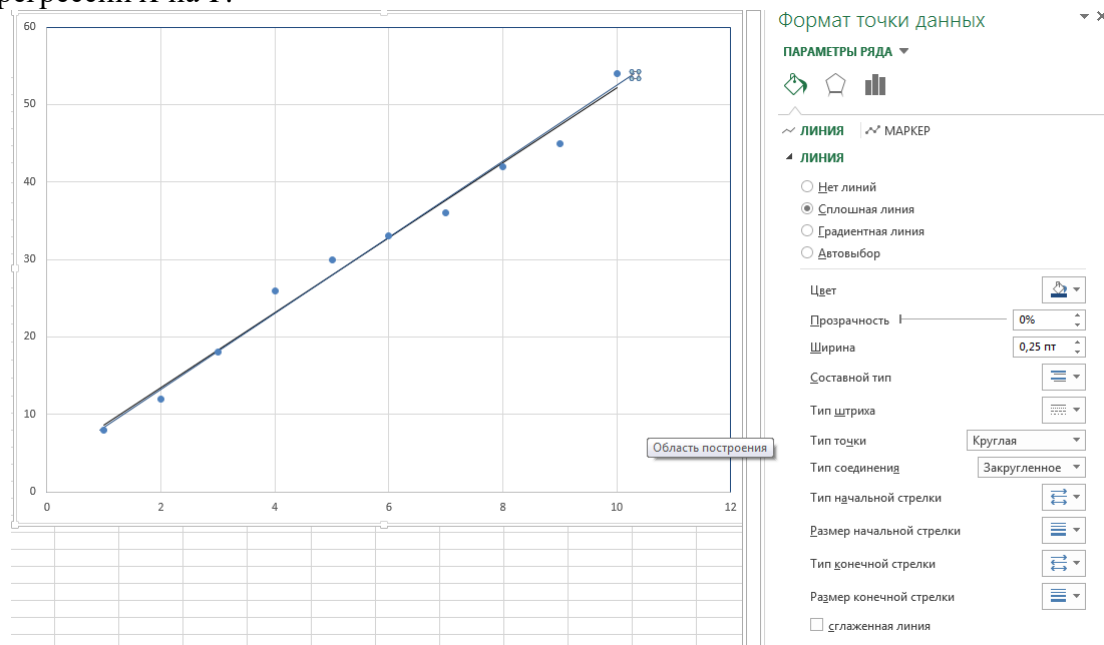 60
50
40
30
20
10
0
0 2 4 6 8 10 12
Область построения
Формат точки данных
ПАРАМЕТРЫ РЯДА
ЛИНИЯ МАРКЕР
ЛИНИЯ
Нет линий
Сплошная линия
Градиентная линия
Автовыбор
Цвет
Прозрачность 0%
Ширина 0,25 пт
Составной тип
Тип штриха
Тип точки Круглая
Тип соединения Закругленное
Тип начальной стрелки
Размер начальной стрелки
Тип конечной стрелки
Размер конечной стрелки
сглаженная линия